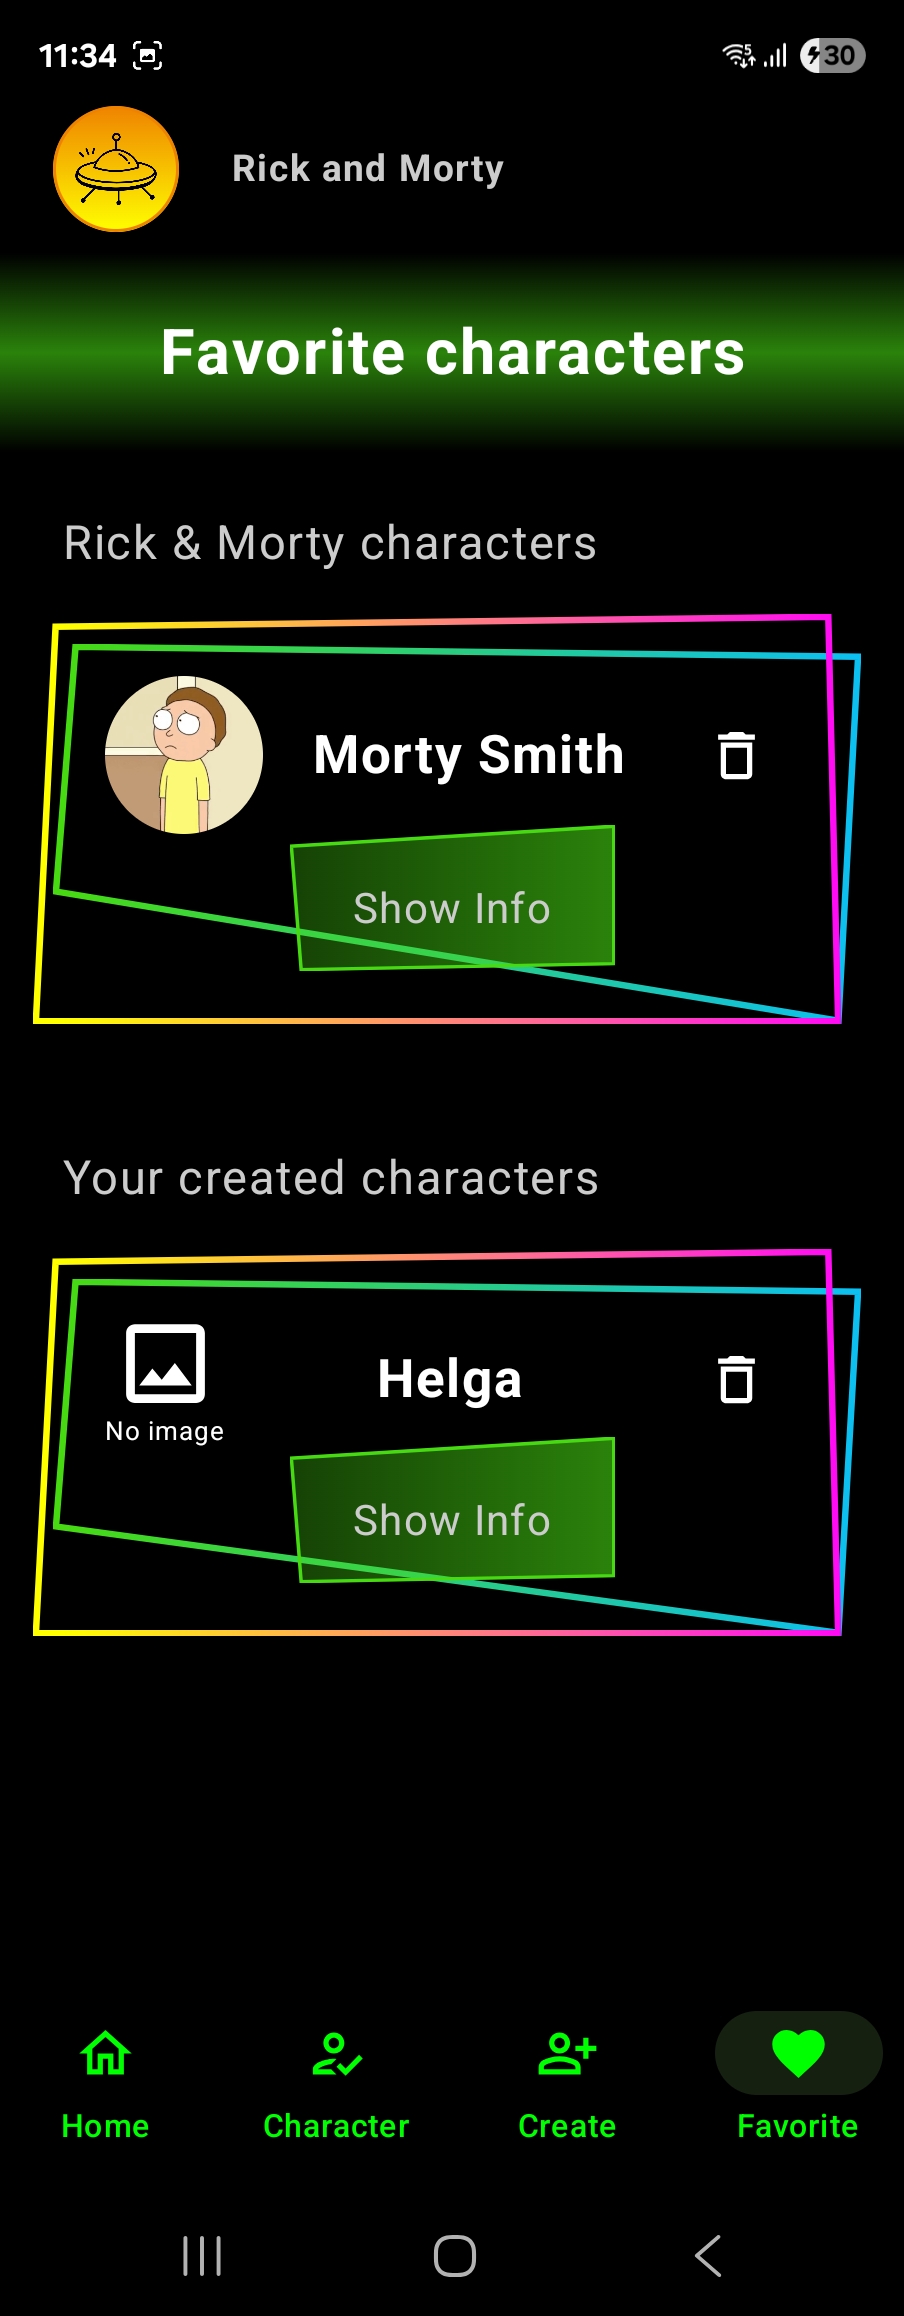 11:34
5
30
Rick and Morty
Favorite characters
Rick & Morty characters
Morty Smith
Show Info
Your created characters
Helga
No image
Show Info
Home
Character
Create
Favorite